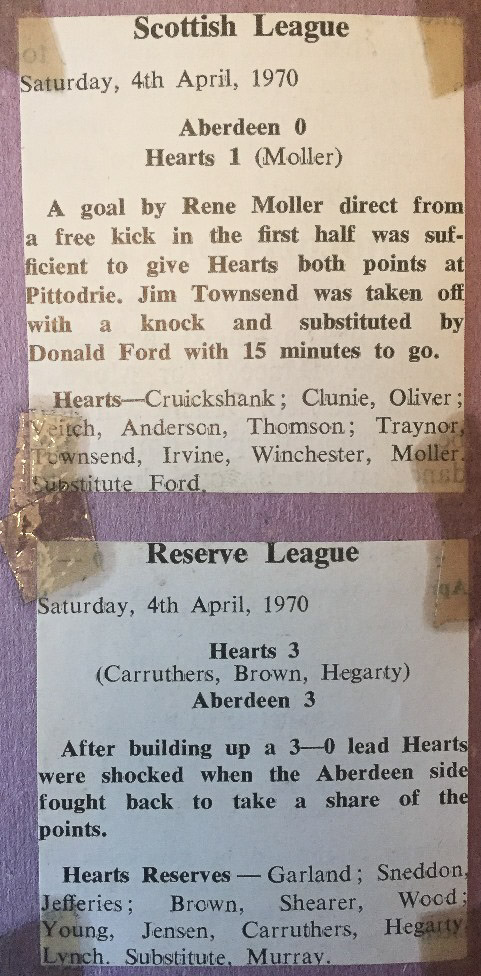 Scottish League
Saturday, 4th April, 1970
Aberdeen 0
Hearts 1 (Moller)
A goal by Rene Moller direct from
a free kick in the first half was suf-
ficient to give Hearts both points at
Pittodrie. Jim Townsend was taken off
with a knock and substituted by
Donald Ford with 15 minutes to go.
Hearts—Cruickshank; Clunie, Oliver;
Veitch, Anderson, Thomson; Traynor,
Townsend, Irvine, Winchester, Moller.
Substitute Ford.
Reserve League
Saturday, 4th April, 1970
Hearts 3
(Carruthers, Brown, Hegarty)
Aberdeen 3
After building up a 3—0 lead Hearts
were shocked when the Aberdeen side
fought back to take a share of the
points.
Hearts Reserves — Garland; Sneddon,
Jefferies; Brown, Shearer, Wood;
Young, Jensen, Carruthers, Hegarty,
Lynch. Substitute, Murray.